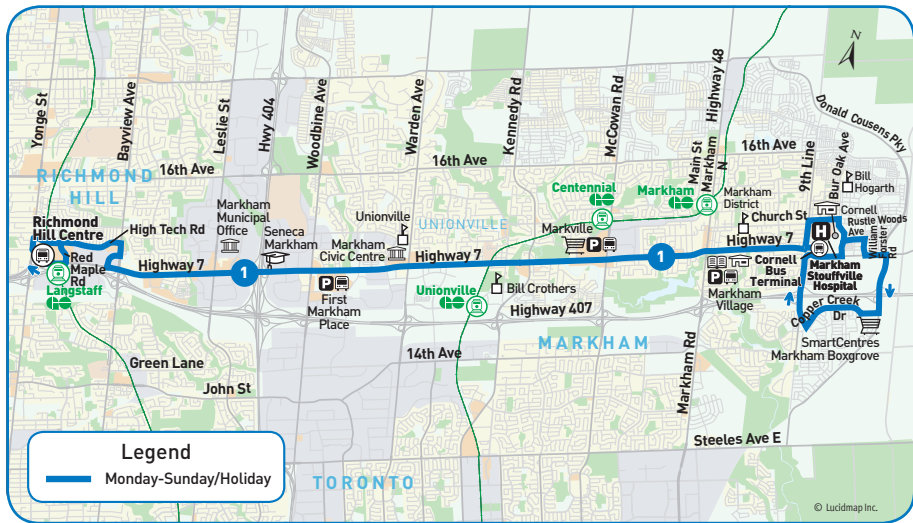 N
Yonge St
Bayview Ave
Leslie St
Hwy 404
Woodbine Ave
Warden Ave
Kennedy Rd
McCowan Rd
Main St
Markham
N
Highway 48
Donald Cousens Pky
16th Ave
16th Ave
16th Ave
9th Line
Bur Oak Ave
Bill
Hogarth
RICHMOND
HILL
Centennial
Markham
Markham
District
Church St
Cornell
Rustle Woods
Ave
William
Forster
Rd
Richmond
Hill Centre
High Tech Rd
Markham
Municipal
Office
Seneca
Markham
Unionville
UNIONVILLE
Markham
Civic Centre
Markville
P
Highway 7
H
Red
Maple
Rd
Langstaff
Highway 7
1
Highway 7
1
Cornell
Bus
Terminal
Markham
Stouffville
Hospital
P
First
Markham
Place
Unionville
Bill Crothers
Highway 407
P
Markham
Village
Copper Creek
Dr
SmartCentres
Markham Boxgrove
MARKHAM
14th Ave
Green Lane
John St
Markham Rd
Steeles Ave E
TORONTO
Legend
Monday-Sunday/Holiday
© Lucidmap Inc.